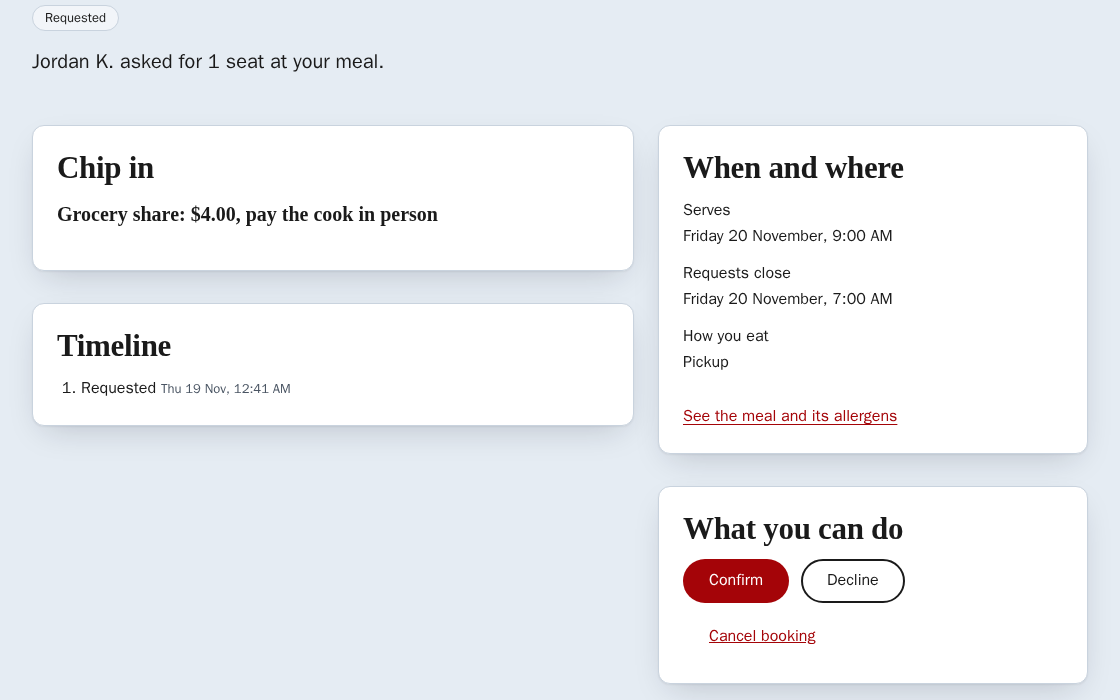 Requested
Jordan K. asked for 1 seat at your meal.
Chip in
Grocery share: $4.00, pay the cook in person
Timeline
1. Requested Thu 19 Nov, 12:41 AM
When and where
Serves
Friday 20 November, 9:00 AM
Requests close
Friday 20 November, 7:00 AM
How you eat
Pickup
See the meal and its allergens
What you can do
Confirm
Decline
Cancel booking